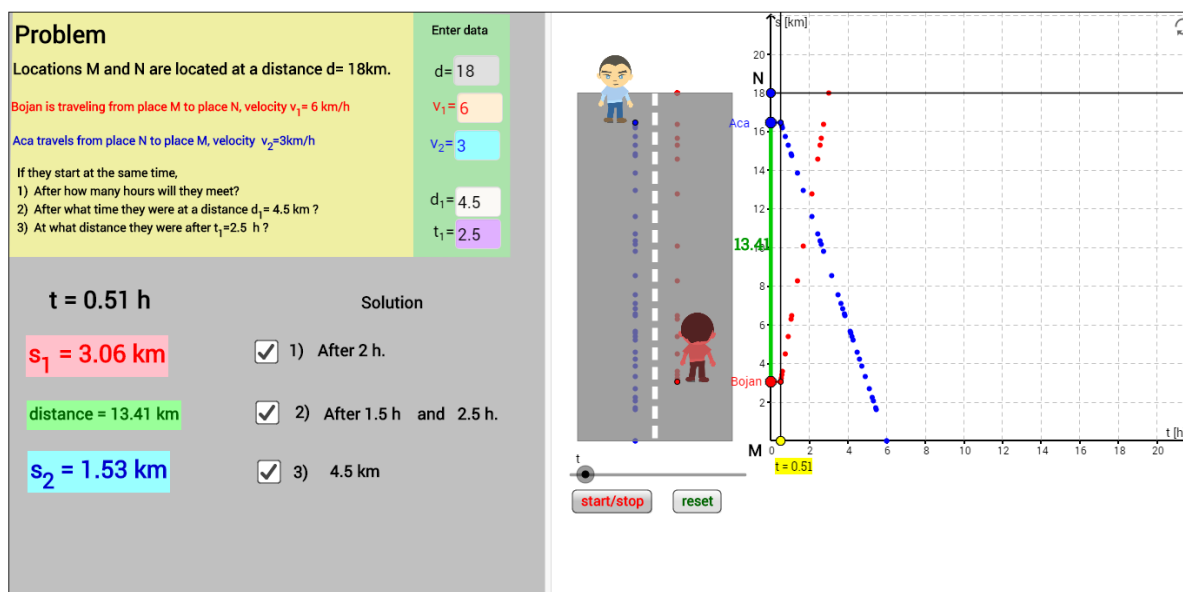 Problem
Locations M and N are located at a distance d= 18km.
Bojan is traveling from place M to place N, velocity v1= 6 km/h
Aca travels from place N to place M, velocity v2=3km/h
If they start at the same time,
1) After how many hours will they meet?
2) After what time they were at a distance d1= 4.5 km ?
3) At what distance they were after t1=2.5 h ?
Enter data
d= 18
v1= 6
v2= 3
d1= 4.5
t1= 2.5
t = 0.51 h
Solution
s1 = 3.06 km
distance = 13.41 km
s2 = 1.53 km
1) After 2 h.
2) After 1.5 h and 2.5 h.
3) 4.5 km
t
start/stop
reset
s [km]
20
N
18
Aca
16
14
12
13.41
10
8
6
4
Bojan
2
M
0 2 4 6 8 10 12 14 16 18 20
t [h
t = 0.51